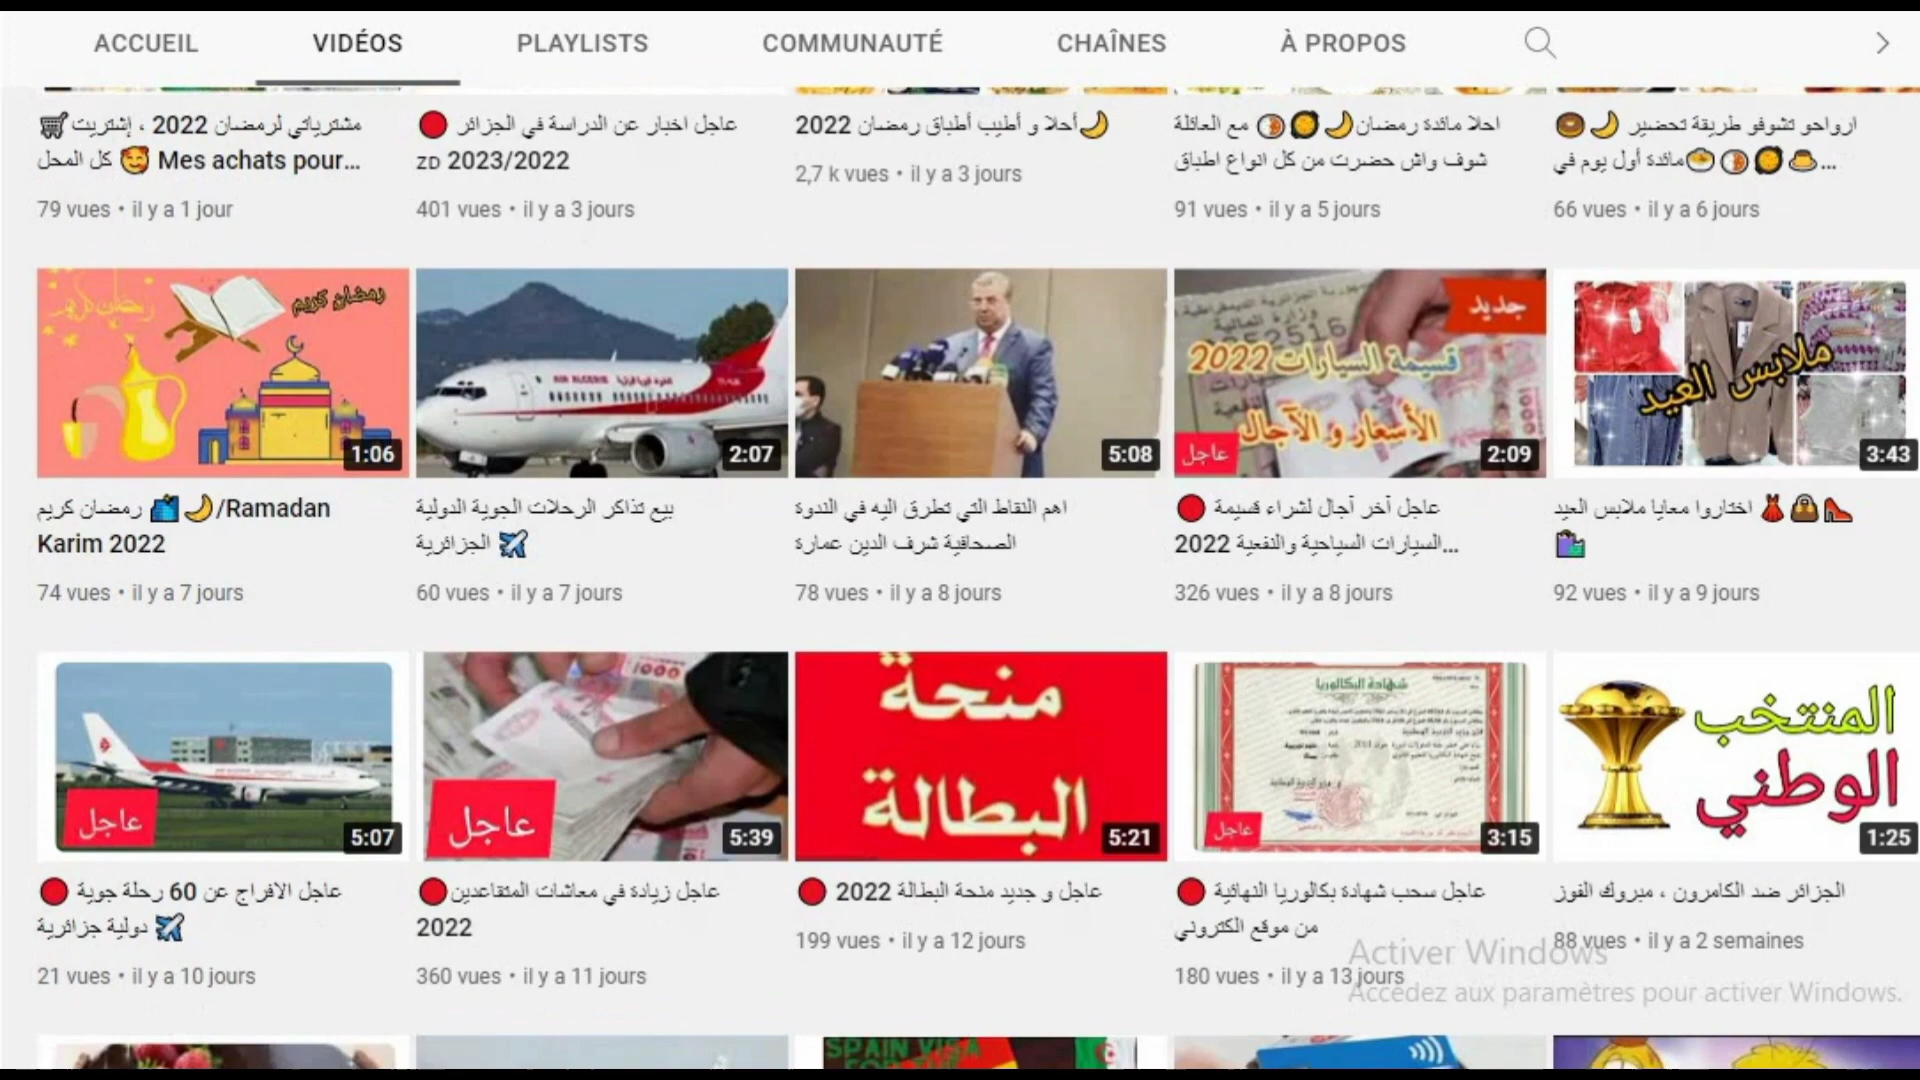 ACCUEIL
VIDÉOS
PLAYLISTS
COMMUNAUTÉ
CHAÎNES
À PROPOS
مشترياتي لرمضان 2022 ، إشتريت
كل المحل 🥰 Mes achats pour...
79 vues • il y a 1 jour
🔴 عاجل اخبار عن الدراسة في الجزائر
ZD 2023/2022
401 vues • il y a 3 jours
🌙أحلا و أطيب أطباق رمضان 2022
2,7 k vues • il y a 3 jours
احلا مائدة رمضان🌙 مع العائلة
شوف واش حضرت من كل انواع اطباق
91 vues • il y a 5 jours
ارواحو تشوفو طريقة تحضير 🌙🍩
مائدة أول يوم في...
66 vues • il y a 6 jours
رمضان كريم
رمضان كريم
1:06
AIR ALGERIE
2:07
5:08
جديد
وزارة المالية
قسيمة السيارات 2022
الأسعار و الآجال
عاجل
2:09
ملابس العيد
3:43
رمضان كريم 🌙/Ramadan
Karim 2022
74 vues • il y a 7 jours
بيع تذاكر الرحلات الجوية الدولية
الجزائرية ✈️
60 vues • il y a 7 jours
اهم النقاط التي تطرق اليه في الندوة
الصحافية شرف الدين عمارة
78 vues • il y a 8 jours
🔴 عاجل آخر آجال لشراء قسيمة
السيارات السياحية والنفعية 2022...
326 vues • il y a 8 jours
اختاروا معايا ملابس العيد 👗👜👠
🛍️
92 vues • il y a 9 jours
عاجل
5:07
عاجل
5:39
منحة
البطالة
5:21
شهادة البكالوريا
عاجل
3:15
المنتخب
الوطني
1:25
🔴 عاجل الافراج عن 60 رحلة جوية
دولية جزائرية ✈️
21 vues • il y a 10 jours
🔴عاجل زيادة في معاشات المتقاعدين
2022
360 vues • il y a 11 jours
🔴 عاجل و جديد منحة البطالة 2022
199 vues • il y a 12 jours
🔴 عاجل سحب شهادة بكالوريا النهائية
من موقع الكتروني
180 vues • il y a 13 jours
الجزائر ضد الكامرون ، مبروك الفوز
88 vues • il y a 2 semaines
Activer Windows
Accédez aux paramètres pour activer Windows.
SPAIN VISA